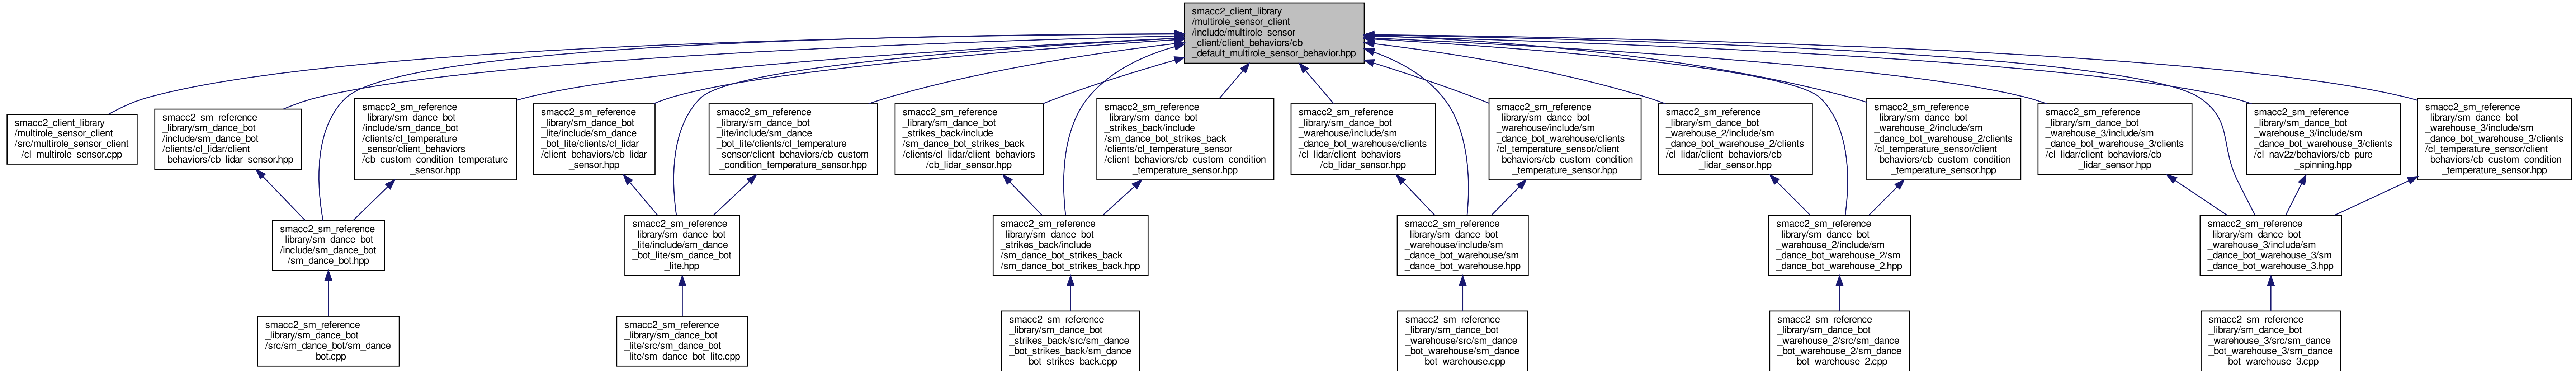 smacc2_client_library
/multirole_sensor_client
/include/multirole_sensor
_client/client_behaviors/cb
_default_multirole_sensor_behavior.hpp
smacc2_client_library
/multirole_sensor_client
/src/multirole_sensor_client
/cl_multirole_sensor.cpp
smacc2_sm_reference
_library/sm_dance_bot
/include/sm_dance_bot
/clients/cl_lidar/client
_behaviors/cb_lidar_sensor.hpp
smacc2_sm_reference
_library/sm_dance_bot
/include/sm_dance_bot
/clients/cl_temperature
_sensor/client_behaviors
/cb_custom_condition_temperature
_sensor.hpp
smacc2_sm_reference
_library/sm_dance_bot
_lite/include/sm_dance
_bot_lite/clients/cl_lidar
/client_behaviors/cb_lidar
_sensor.hpp
smacc2_sm_reference
_library/sm_dance_bot
_lite/include/sm_dance
_bot_lite/clients/cl_temperature
_sensor/client_behaviors/cb_custom
_condition_temperature_sensor.hpp
smacc2_sm_reference
_library/sm_dance_bot
_strikes_back/include
/sm_dance_bot_strikes_back
/clients/cl_lidar/client_behaviors
/cb_lidar_sensor.hpp
smacc2_sm_reference
_library/sm_dance_bot
_strikes_back/include
/sm_dance_bot_strikes_back
/clients/cl_temperature_sensor
/client_behaviors/cb_custom_condition
_temperature_sensor.hpp
smacc2_sm_reference
_library/sm_dance_bot
_warehouse/include/sm
_dance_bot_warehouse/clients
/cl_lidar/client_behaviors
/cb_lidar_sensor.hpp
smacc2_sm_reference
_library/sm_dance_bot
_warehouse/include/sm
_dance_bot_warehouse/clients
/cl_temperature_sensor/client
_behaviors/cb_custom_condition
_temperature_sensor.hpp
smacc2_sm_reference
_library/sm_dance_bot
_warehouse_2/include/sm
_dance_bot_warehouse_2/clients
/cl_lidar/client_behaviors/cb
_lidar_sensor.hpp
smacc2_sm_reference
_library/sm_dance_bot
_warehouse_2/include/sm
_dance_bot_warehouse_2/clients
/cl_temperature_sensor/client
_behaviors/cb_custom_condition
_temperature_sensor.hpp
smacc2_sm_reference
_library/sm_dance_bot
_warehouse_3/include/sm
_dance_bot_warehouse_3/clients
/cl_lidar/client_behaviors/cb
_lidar_sensor.hpp
smacc2_sm_reference
_library/sm_dance_bot
_warehouse_3/include/sm
_dance_bot_warehouse_3/clients
/cl_nav2z/behaviors/cb_pure
_spinning.hpp
smacc2_sm_reference
_library/sm_dance_bot
_warehouse_3/include/sm
_dance_bot_warehouse_3/clients
/cl_temperature_sensor/client
_behaviors/cb_custom_condition
_temperature_sensor.hpp
smacc2_sm_reference
_library/sm_dance_bot
/include/sm_dance_bot
/sm_dance_bot.hpp
smacc2_sm_reference
_library/sm_dance_bot
_lite/include/sm_dance
_bot_lite/sm_dance_bot
_lite.hpp
smacc2_sm_reference
_library/sm_dance_bot
_strikes_back/include
/sm_dance_bot_strikes_back
/sm_dance_bot_strikes_back.hpp
smacc2_sm_reference
_library/sm_dance_bot
_warehouse/include/sm
_dance_bot_warehouse/sm
_dance_bot_warehouse.hpp
smacc2_sm_reference
_library/sm_dance_bot
_warehouse_2/include/sm
_dance_bot_warehouse_2/sm
_dance_bot_warehouse_2.hpp
smacc2_sm_reference
_library/sm_dance_bot
_warehouse_3/include/sm
_dance_bot_warehouse_3/sm
_dance_bot_warehouse_3.hpp
smacc2_sm_reference
_library/sm_dance_bot
/src/sm_dance_bot/sm_dance
_bot.cpp
smacc2_sm_reference
_library/sm_dance_bot
_lite/src/sm_dance_bot
_lite/sm_dance_bot_lite.cpp
smacc2_sm_reference
_library/sm_dance_bot
_strikes_back/src/sm_dance
_bot_strikes_back/sm_dance
_bot_strikes_back.cpp
smacc2_sm_reference
_library/sm_dance_bot
_warehouse/src/sm_dance
_bot_warehouse/sm_dance
_bot_warehouse.cpp
smacc2_sm_reference
_library/sm_dance_bot
_warehouse_2/src/sm_dance
_bot_warehouse_2/sm_dance
_bot_warehouse_2.cpp
smacc2_sm_reference
_library/sm_dance_bot
_warehouse_3/src/sm_dance
_bot_warehouse_3/sm_dance
_bot_warehouse_3.cpp